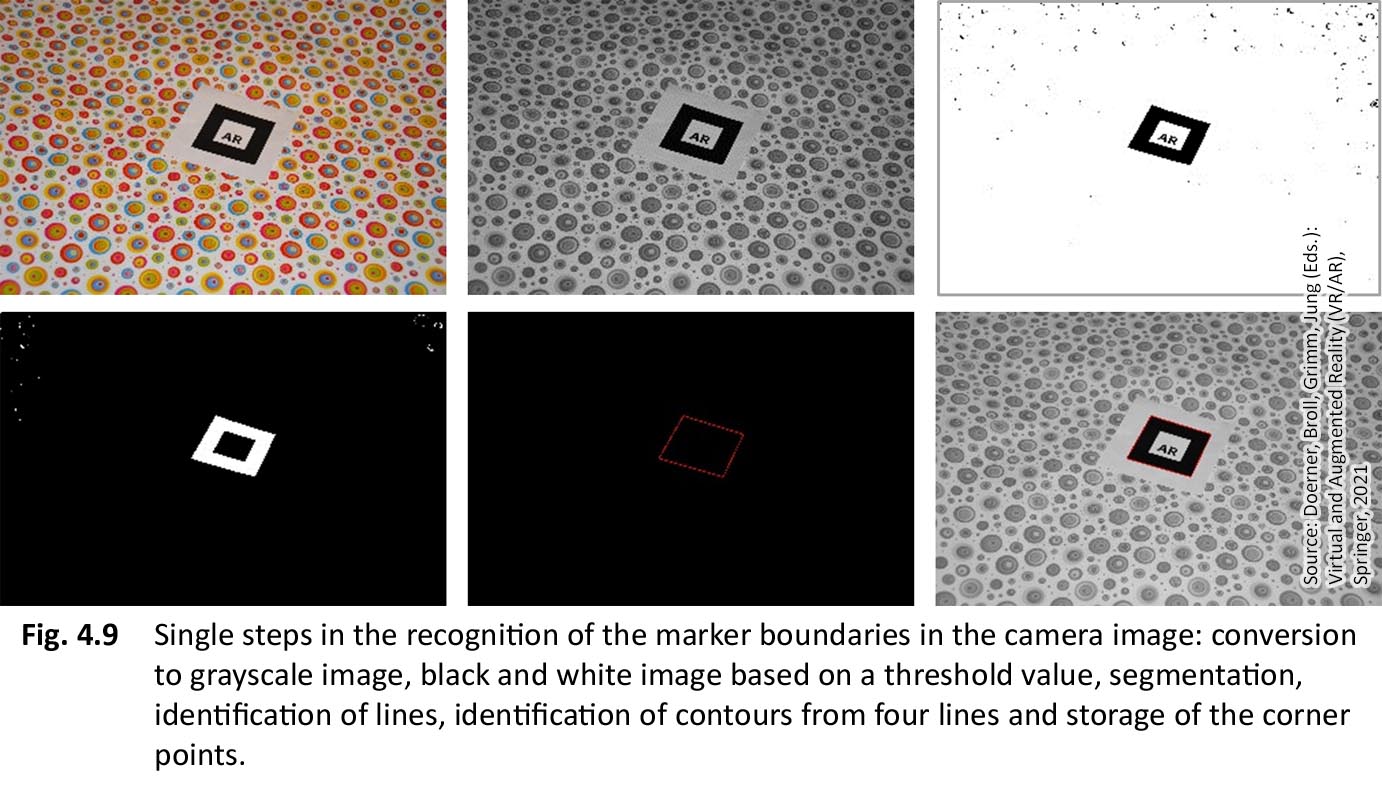 AR
AR
AR
AR
Source: Doerner, Broll, Grimm, Jung (Eds.):
Virtual and Augmented Reality (VR/AR),
Springer, 2021
Fig. 4.9 Single steps in the recognition of the marker boundaries in the camera image: conversion
to grayscale image, black and white image based on a threshold value, segmentation,
identification of lines, identification of contours from four lines and storage of the corner
points.